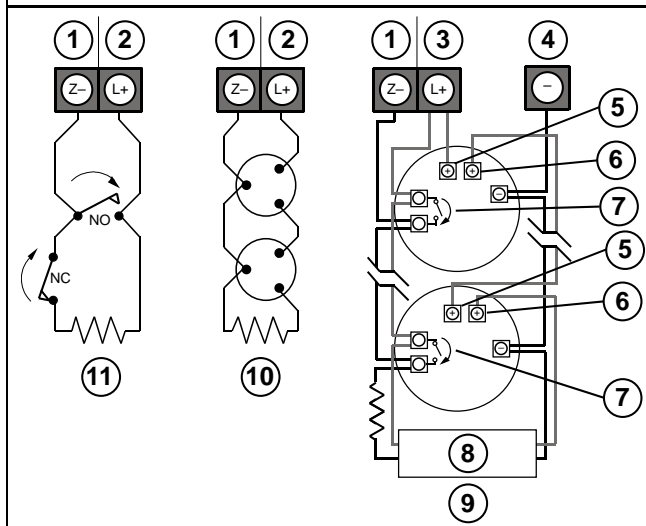 1 2 1 2 1 3 4
Z– L+ Z– L+ Z– L+ –
5
+ + 6
–
7
NO
5
NC
+ + 6
–
7
11 10
8
9